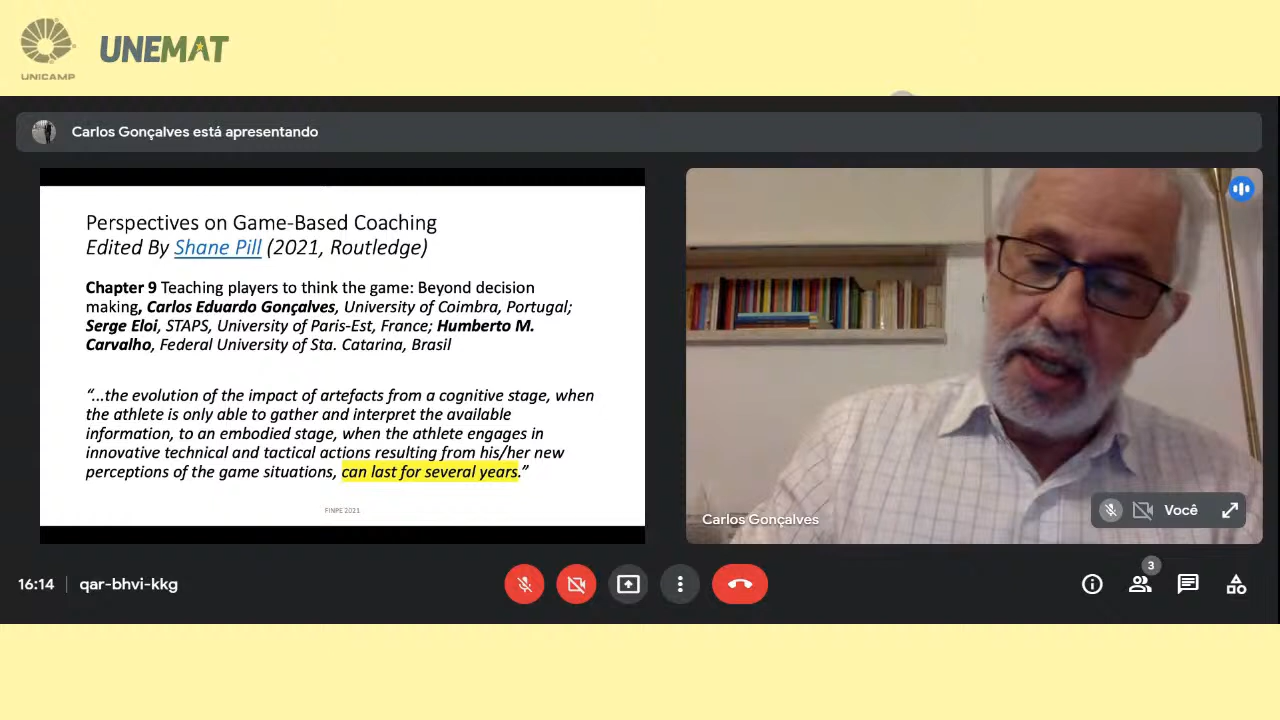 UNICAMP
UNEMAT
Carlos Gonçalves está apresentando
Perspectives on Game-Based Coaching
Edited By Shane Pill (2021, Routledge)
Chapter 9 Teaching players to think the game: Beyond decision
making, Carlos Eduardo Gonçalves, University of Coimbra, Portugal;
Serge Eloi, STAPS, University of Paris-Est, France; Humberto M.
Carvalho, Federal University of Sta. Catarina, Brasil
“...the evolution of the impact of artefacts from a cognitive stage, when
the athlete is only able to gather and interpret the available
information, to an embodied stage, when the athlete engages in
innovative technical and tactical actions resulting from his/her new
perceptions of the game situations, can last for several years.”
FINPE 2021
Carlos Gonçalves
Você
16:14
qar-bhvi-kkg
3